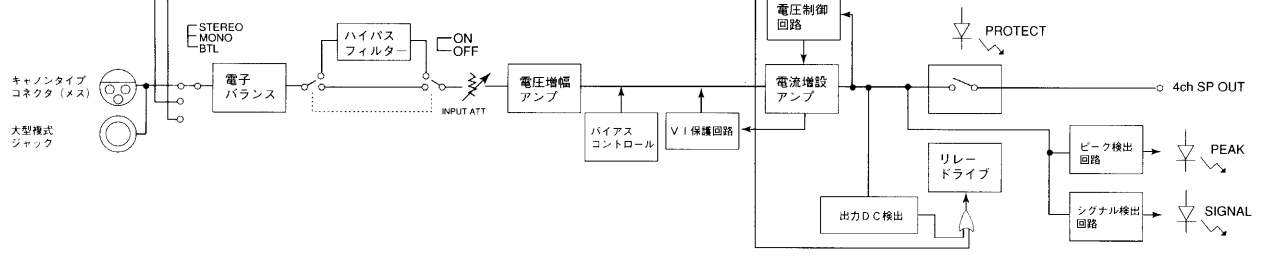 STEREO
MONO
BTL
ハイパス
フィルター
ON
OFF
電圧制御
回路
PROTECT
キャノンタイプ
コネクタ（メス）
電子
バランス
INPUT ATT
電圧増幅
アンプ
電流増設
アンプ
4ch SP OUT
大型複式
ジャック
バイアス
コントロール
ＶＩ保護回路
リレー
ドライブ
ピーク検出
回路
PEAK
出力ＤＣ検出
シグナル検出
回路
SIGNAL